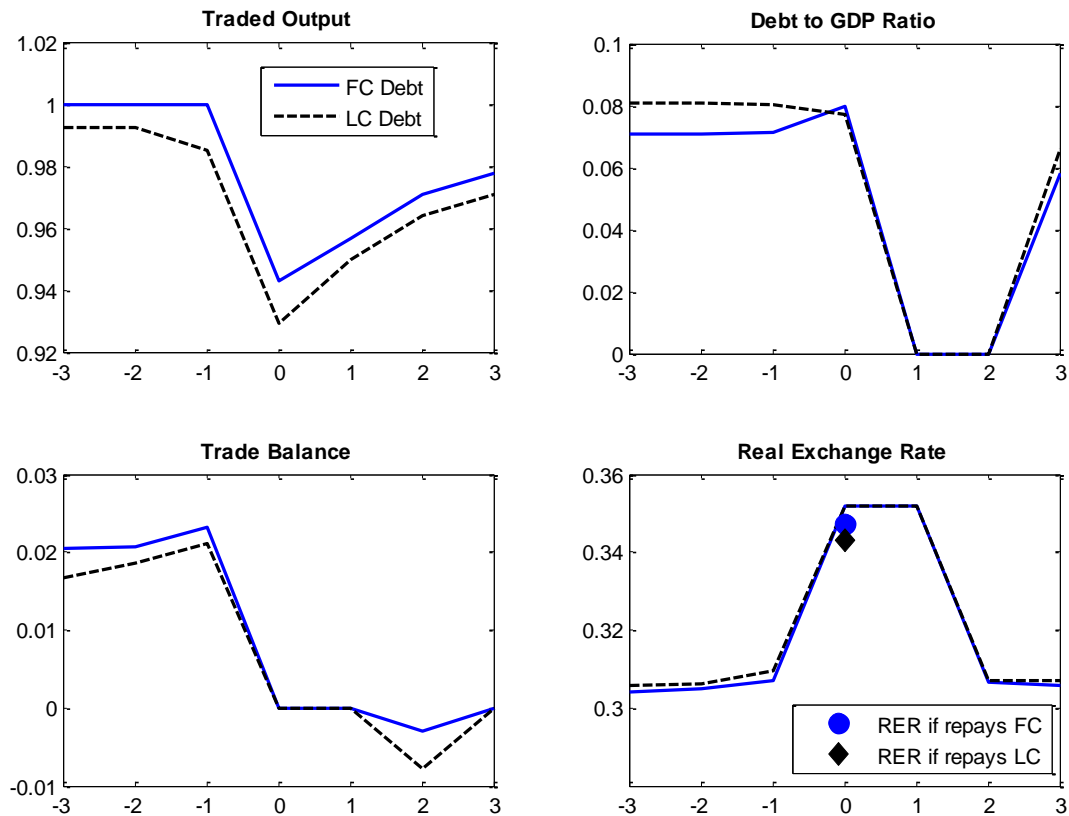 Traded Output
1.02
1
0.98
0.96
0.94
0.92
-3 -2 -1 0 1 2 3
FC Debt
LC Debt
Debt to GDP Ratio
0.1
0.08
0.06
0.04
0.02
0
-3 -2 -1 0 1 2 3
Trade Balance
0.03
0.02
0.01
0
-0.01
-3 -2 -1 0 1 2 3
Real Exchange Rate
0.36
0.34
0.32
0.3
-3 -2 -1 0 1 2 3
RER if repays FC
RER if repays LC